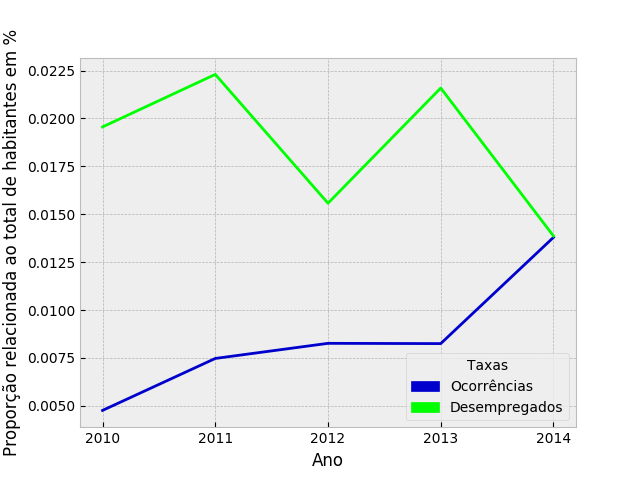 Proporção relacionada ao total de habitantes em %
0.0225
0.0200
0.0175
0.0150
0.0125
0.0100
0.0075
0.0050
2010 2011 2012 2013 2014
Ano
Taxas
Ocorrências
Desempregados